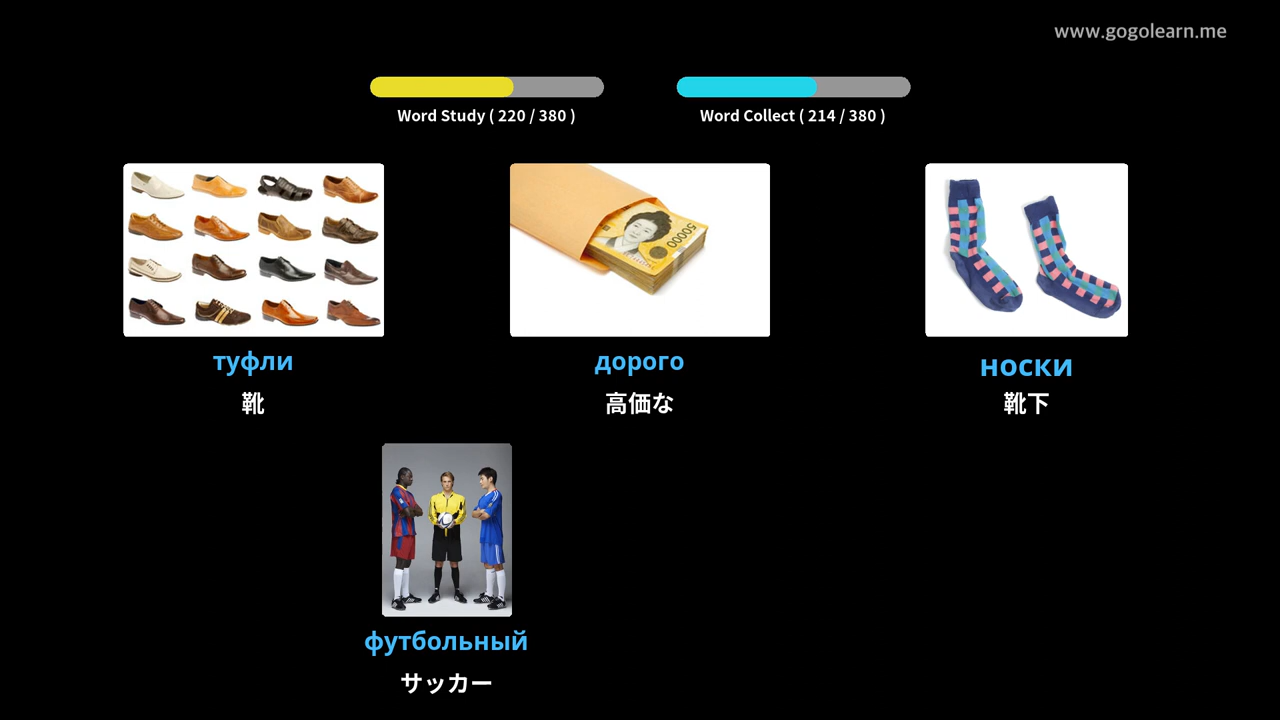 www.gogolearn.me
Word Study ( 220 / 380 )
Word Collect ( 214 / 380 )
туфли
靴
дорого
高価な
носки
靴下
50000
футбольный
サッカー